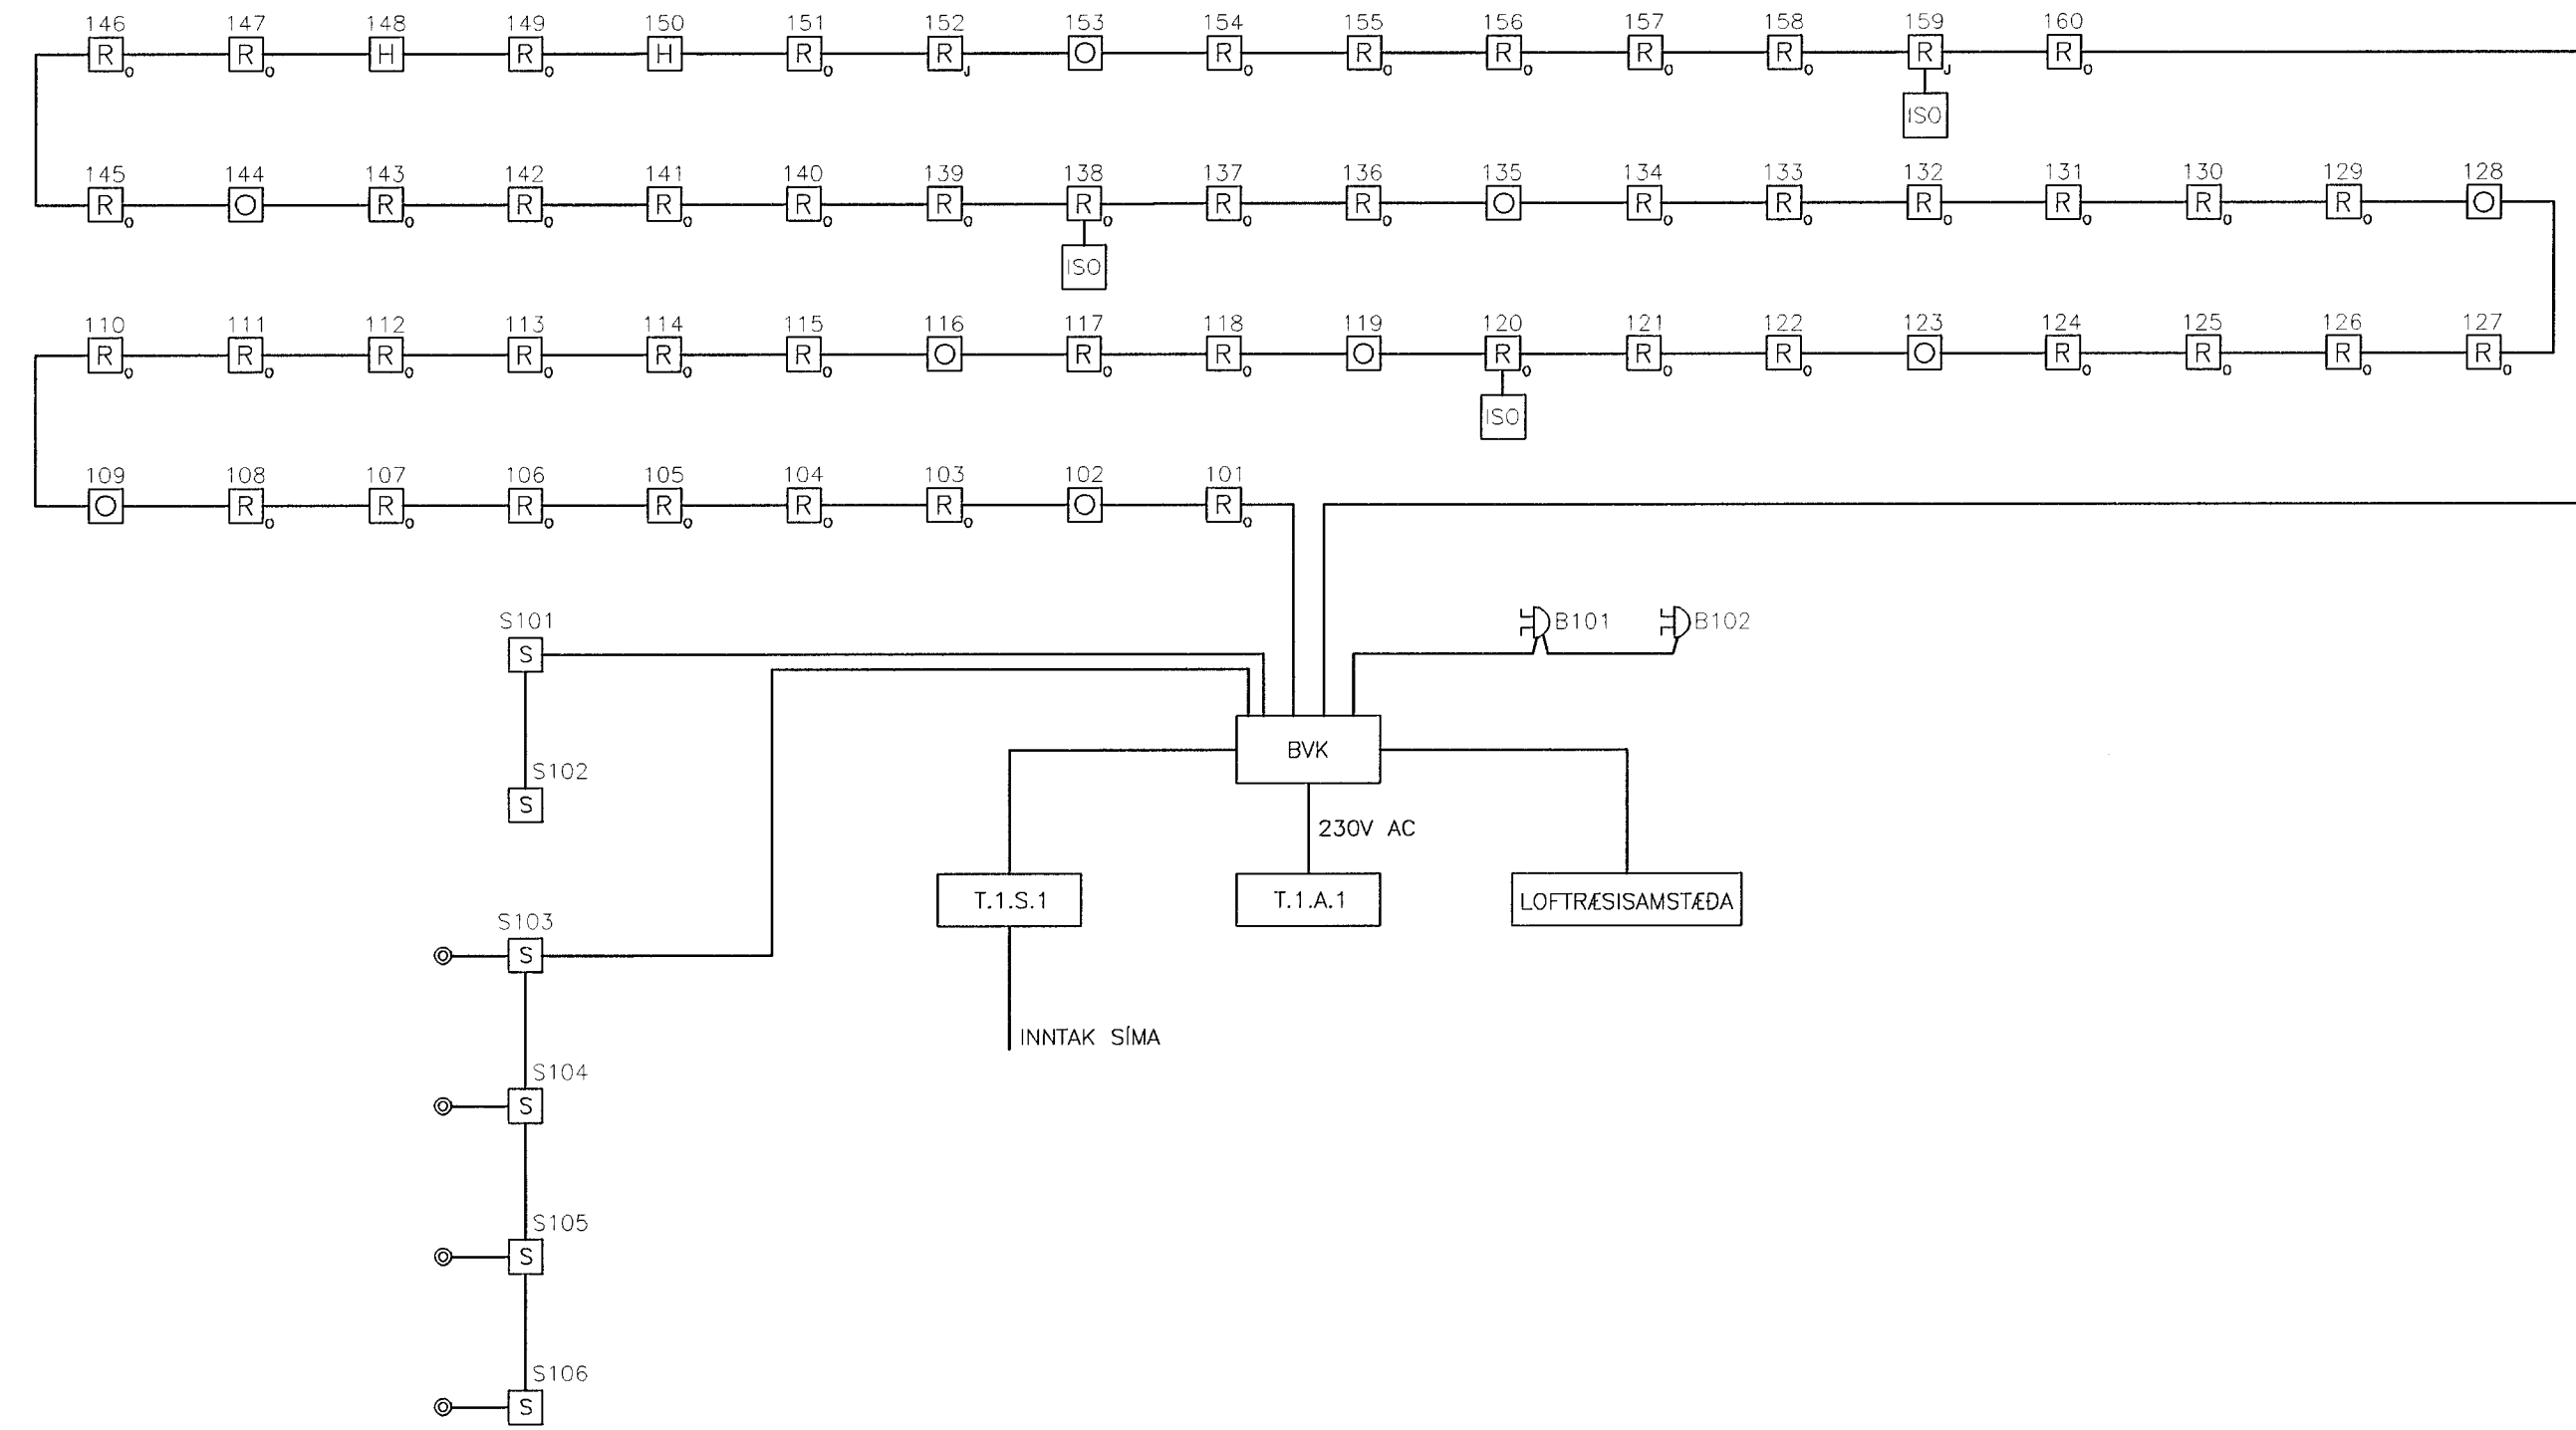 146 147 148 149 150 151 152 153 154 155 156 157 158 159 160
R O R O H R O H R O R J O R O R O R O R O R O R J R O
ISO
145 144 143 142 141 140 139 138 137 136 135 134 133 132 131 130 129 128
R O O R O R O R O R O R O R O R O R O O R O R O R O R O R O R O O
ISO
110 111 112 113 114 115 116 117 118 119 120 121 122 123 124 125 126 127
R O R O R O R O R O R O O R O R O O R O R O R O O R O R O R O R O
ISO
109 108 107 106 105 104 103 102 101
O R O R O R O R O R O R O O R O
S101
S
B101 B102
S102
S
BVK
230V AC
T.1.S.1 T.1.A.1 LOFTRÆSISAMSTÆÐA
S103
S
INNTAK SÍMA
S104
S
S105
S
S106
S